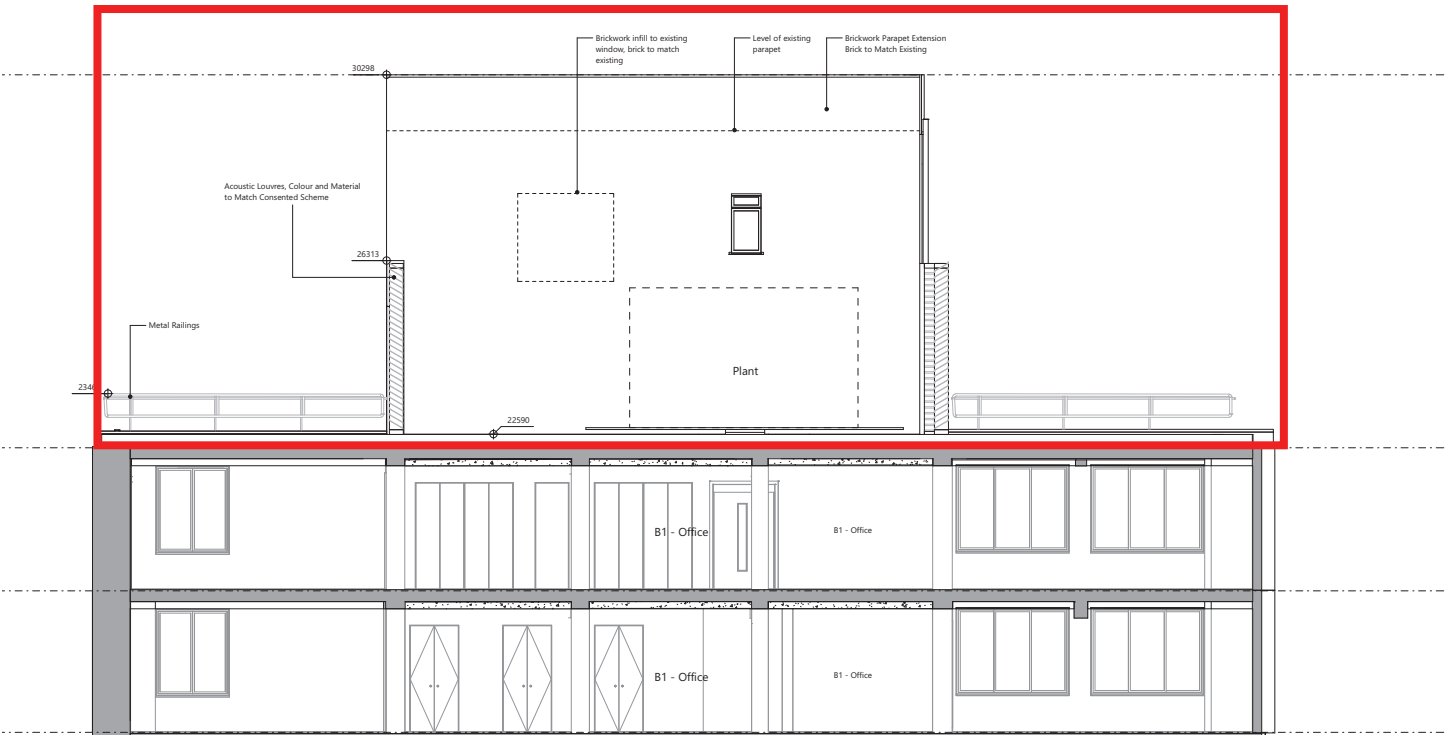 Brickwork infill to existing
window, brick to match
existing
Level of existing
parapet
Brickwork Parapet Extension
Brick to Match Existing
30298
Acoustic Louvres, Colour and Material
to Match Consented Scheme
26313
Metal Railings
Plant
22590
B1 - Office
B1 - Office
B1 - Office
B1 - Office